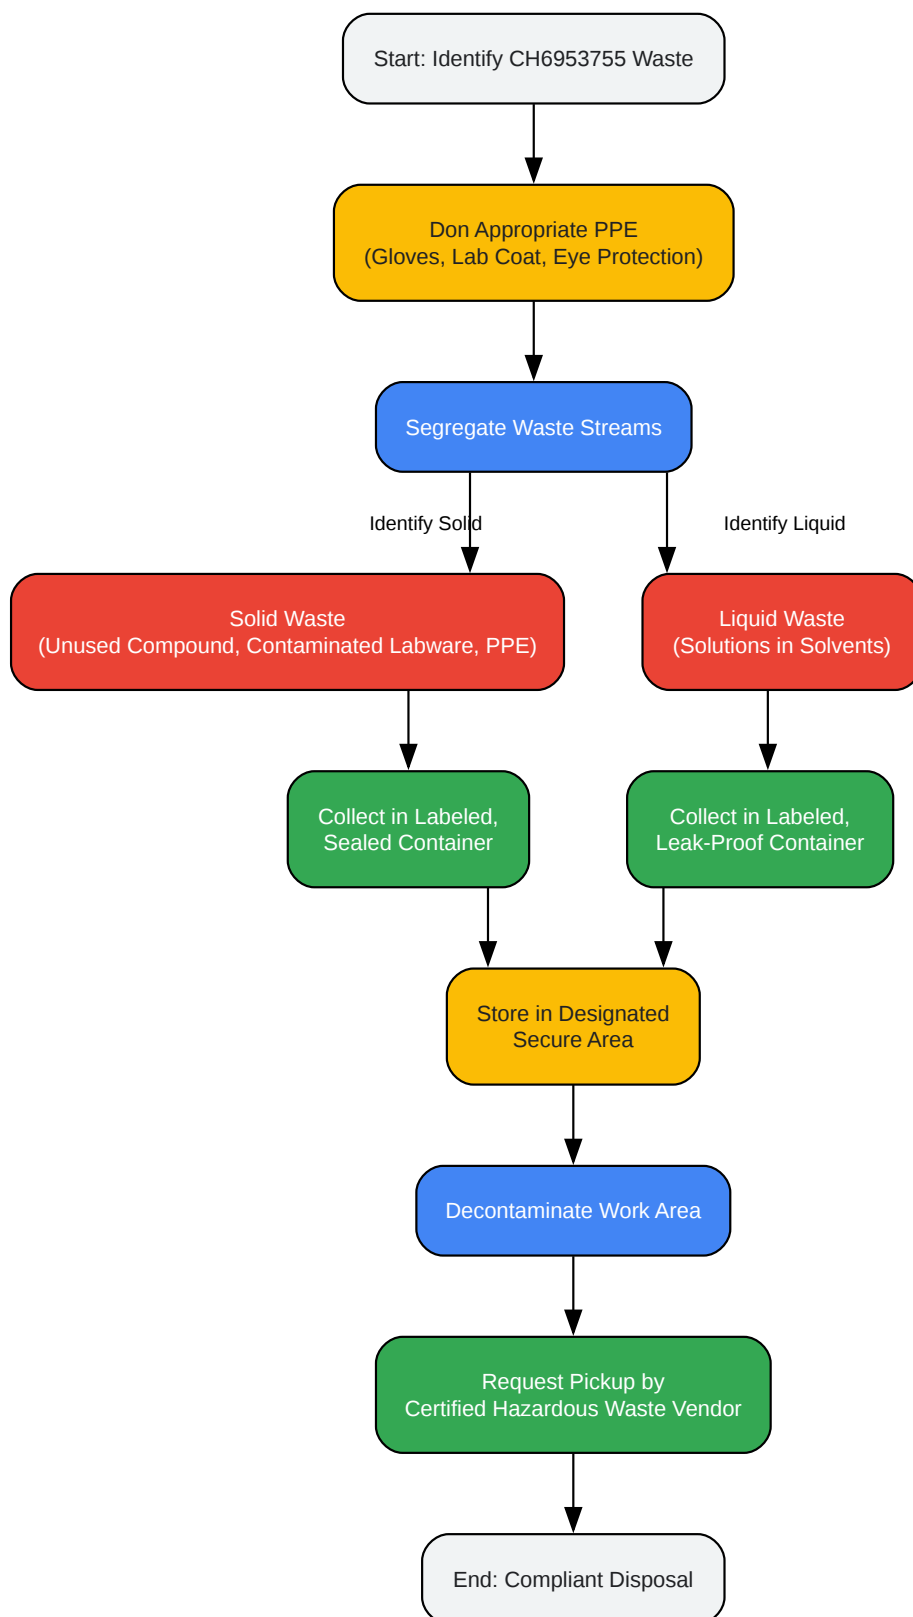 Start: Identify CH6953755 Waste
Don Appropriate PPE
(Gloves, Lab Coat, Eye Protection)
Segregate Waste Streams
Identify Solid
Identify Liquid
Solid Waste
(Unused Compound, Contaminated Labware, PPE)
Liquid Waste
(Solutions in Solvents)
Collect in Labeled,
Sealed Container
Collect in Labeled,
Leak-Proof Container
Store in Designated
Secure Area
Decontaminate Work Area
Request Pickup by
Certified Hazardous Waste Vendor
End: Compliant Disposal